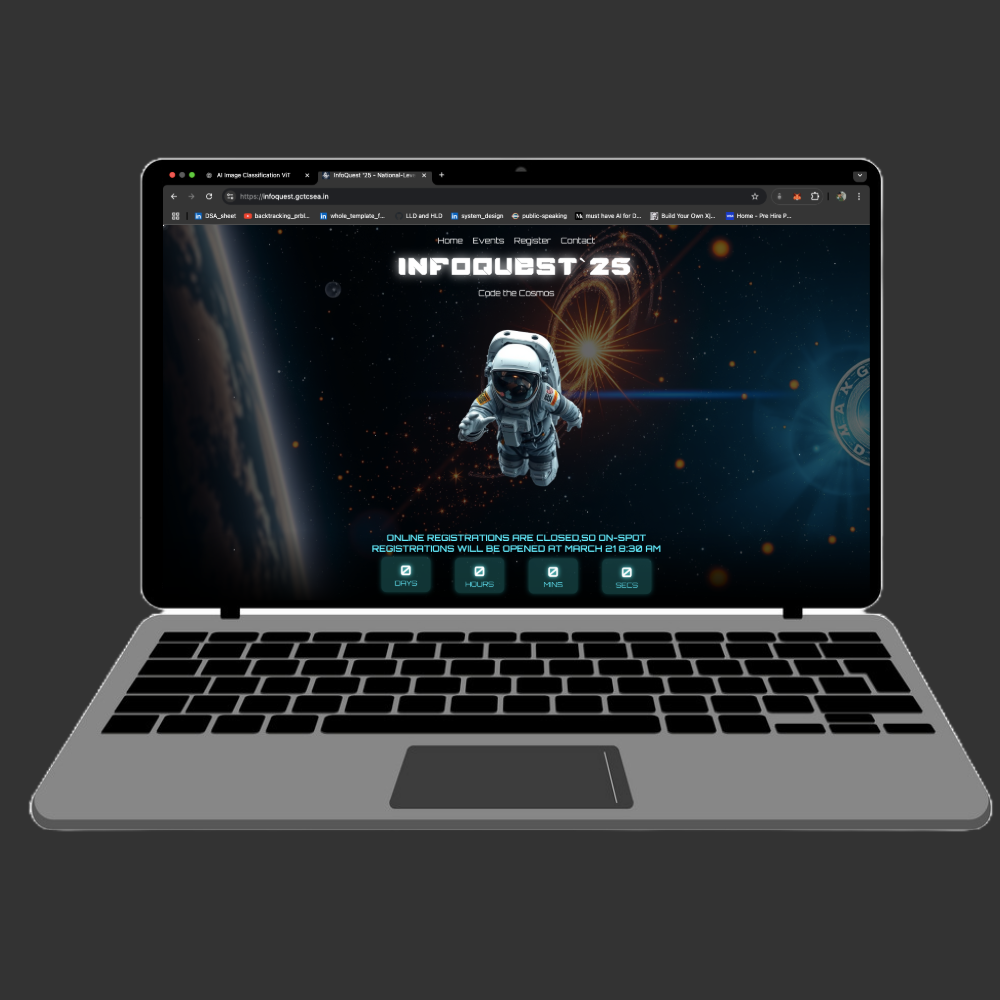 AI Image Classification ViT
InfoQuest '25 - National-Leve
https://infoquest.gctcsea.in
DSA_sheet
backtracking_prbl...
whole_template_f...
LLD and HLD
system_design
public-speaking
must have AI for D...
Build Your Own X(...
Home - Pre Hire P...
Home Events Register Contact
INFOQUEST`25
Code the Cosmos
ONLINE REGISTRATIONS ARE CLOSED,SO ON-SPOT
REGISTRATIONS WILL BE OPENED AT MARCH 21 8:30 AM
0 0 0 0
DAYS HOURS MINS SECS